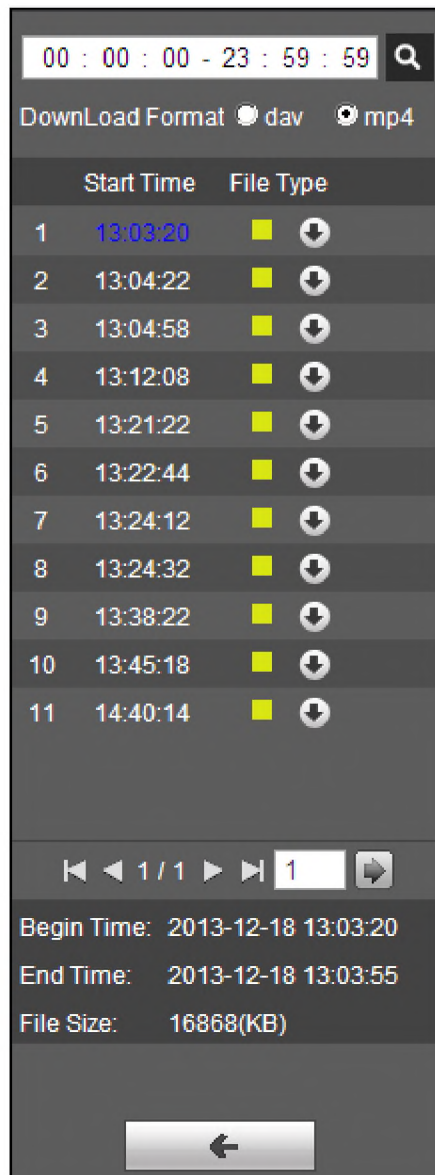 00 : 00 : 00 - 23 : 59 : 59
DownLoad Format dav mp4
Start Time File Type
1 13:03:20
2 13:04:22
3 13:04:58
4 13:12:08
5 13:21:22
6 13:22:44
7 13:24:12
8 13:24:32
9 13:38:22
10 13:45:18
11 14:40:14
1 / 1 1
Begin Time: 2013-12-18 13:03:20
End Time: 2013-12-18 13:03:55
File Size: 16868(KB)